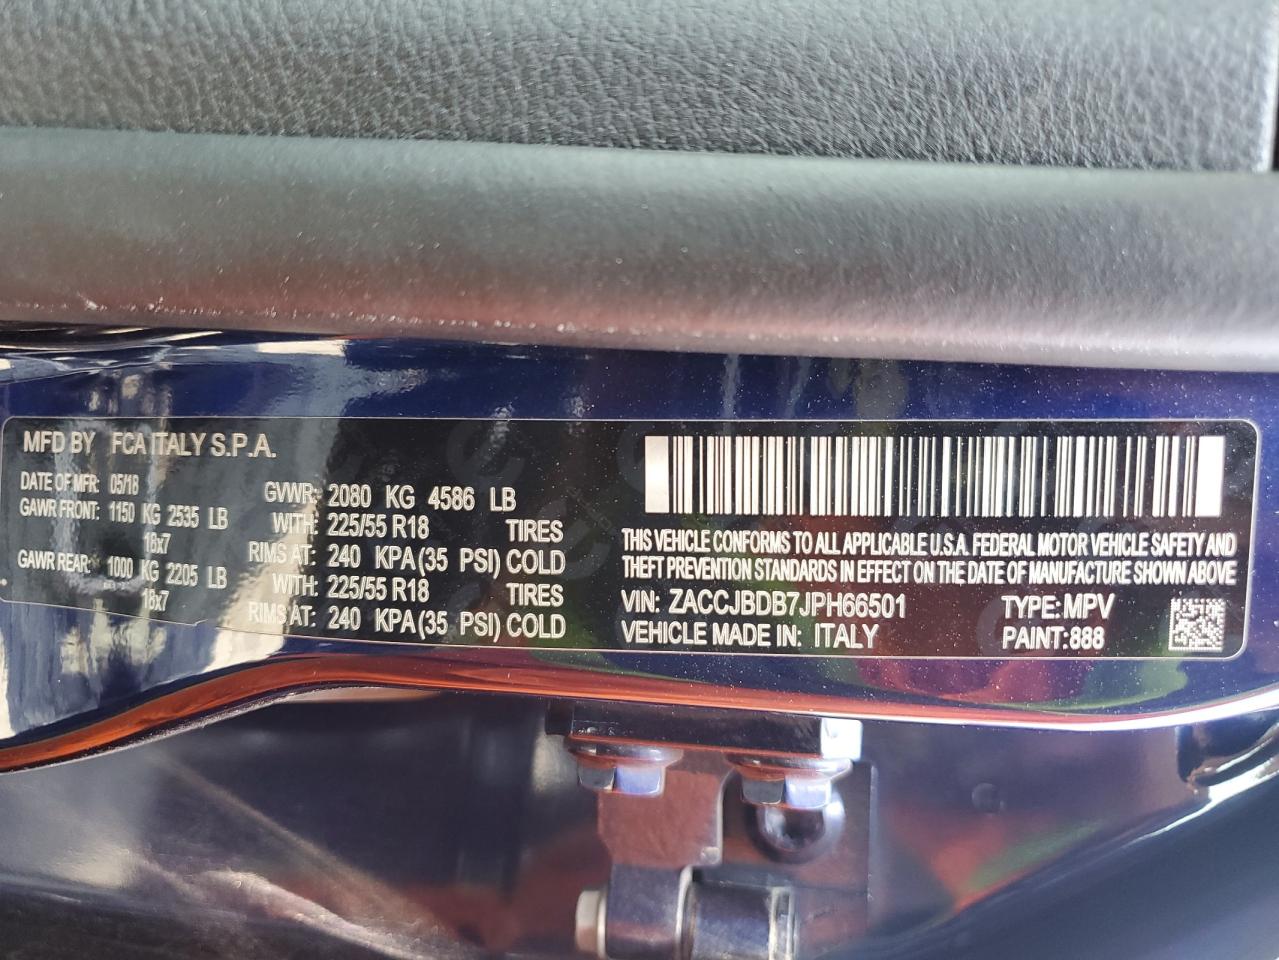 MFD BY FCA ITALY S.P.A.
DATE OF MFR: 05/18 GVWR: 2080 KG 4586 LB
GAWR FRONT: 1150 KG 2535 LB WITH: 225/55 R18 TIRES
18x7 RIMS AT: 240 KPA(35 PSI) COLD
GAWR REAR: 1000 KG 2205 LB WITH: 225/55 R18 TIRES
18x7 RIMS AT: 240 KPA(35 PSI) COLD
THIS VEHICLE CONFORMS TO ALL APPLICABLE U.S.A. FEDERAL MOTOR VEHICLE SAFETY AND
THEFT PREVENTION STANDARDS IN EFFECT ON THE DATE OF MANUFACTURE SHOWN ABOVE
VIN: ZACCJBDB7JPH66501 TYPE: MPV
VEHICLE MADE IN: ITALY PAINT:888